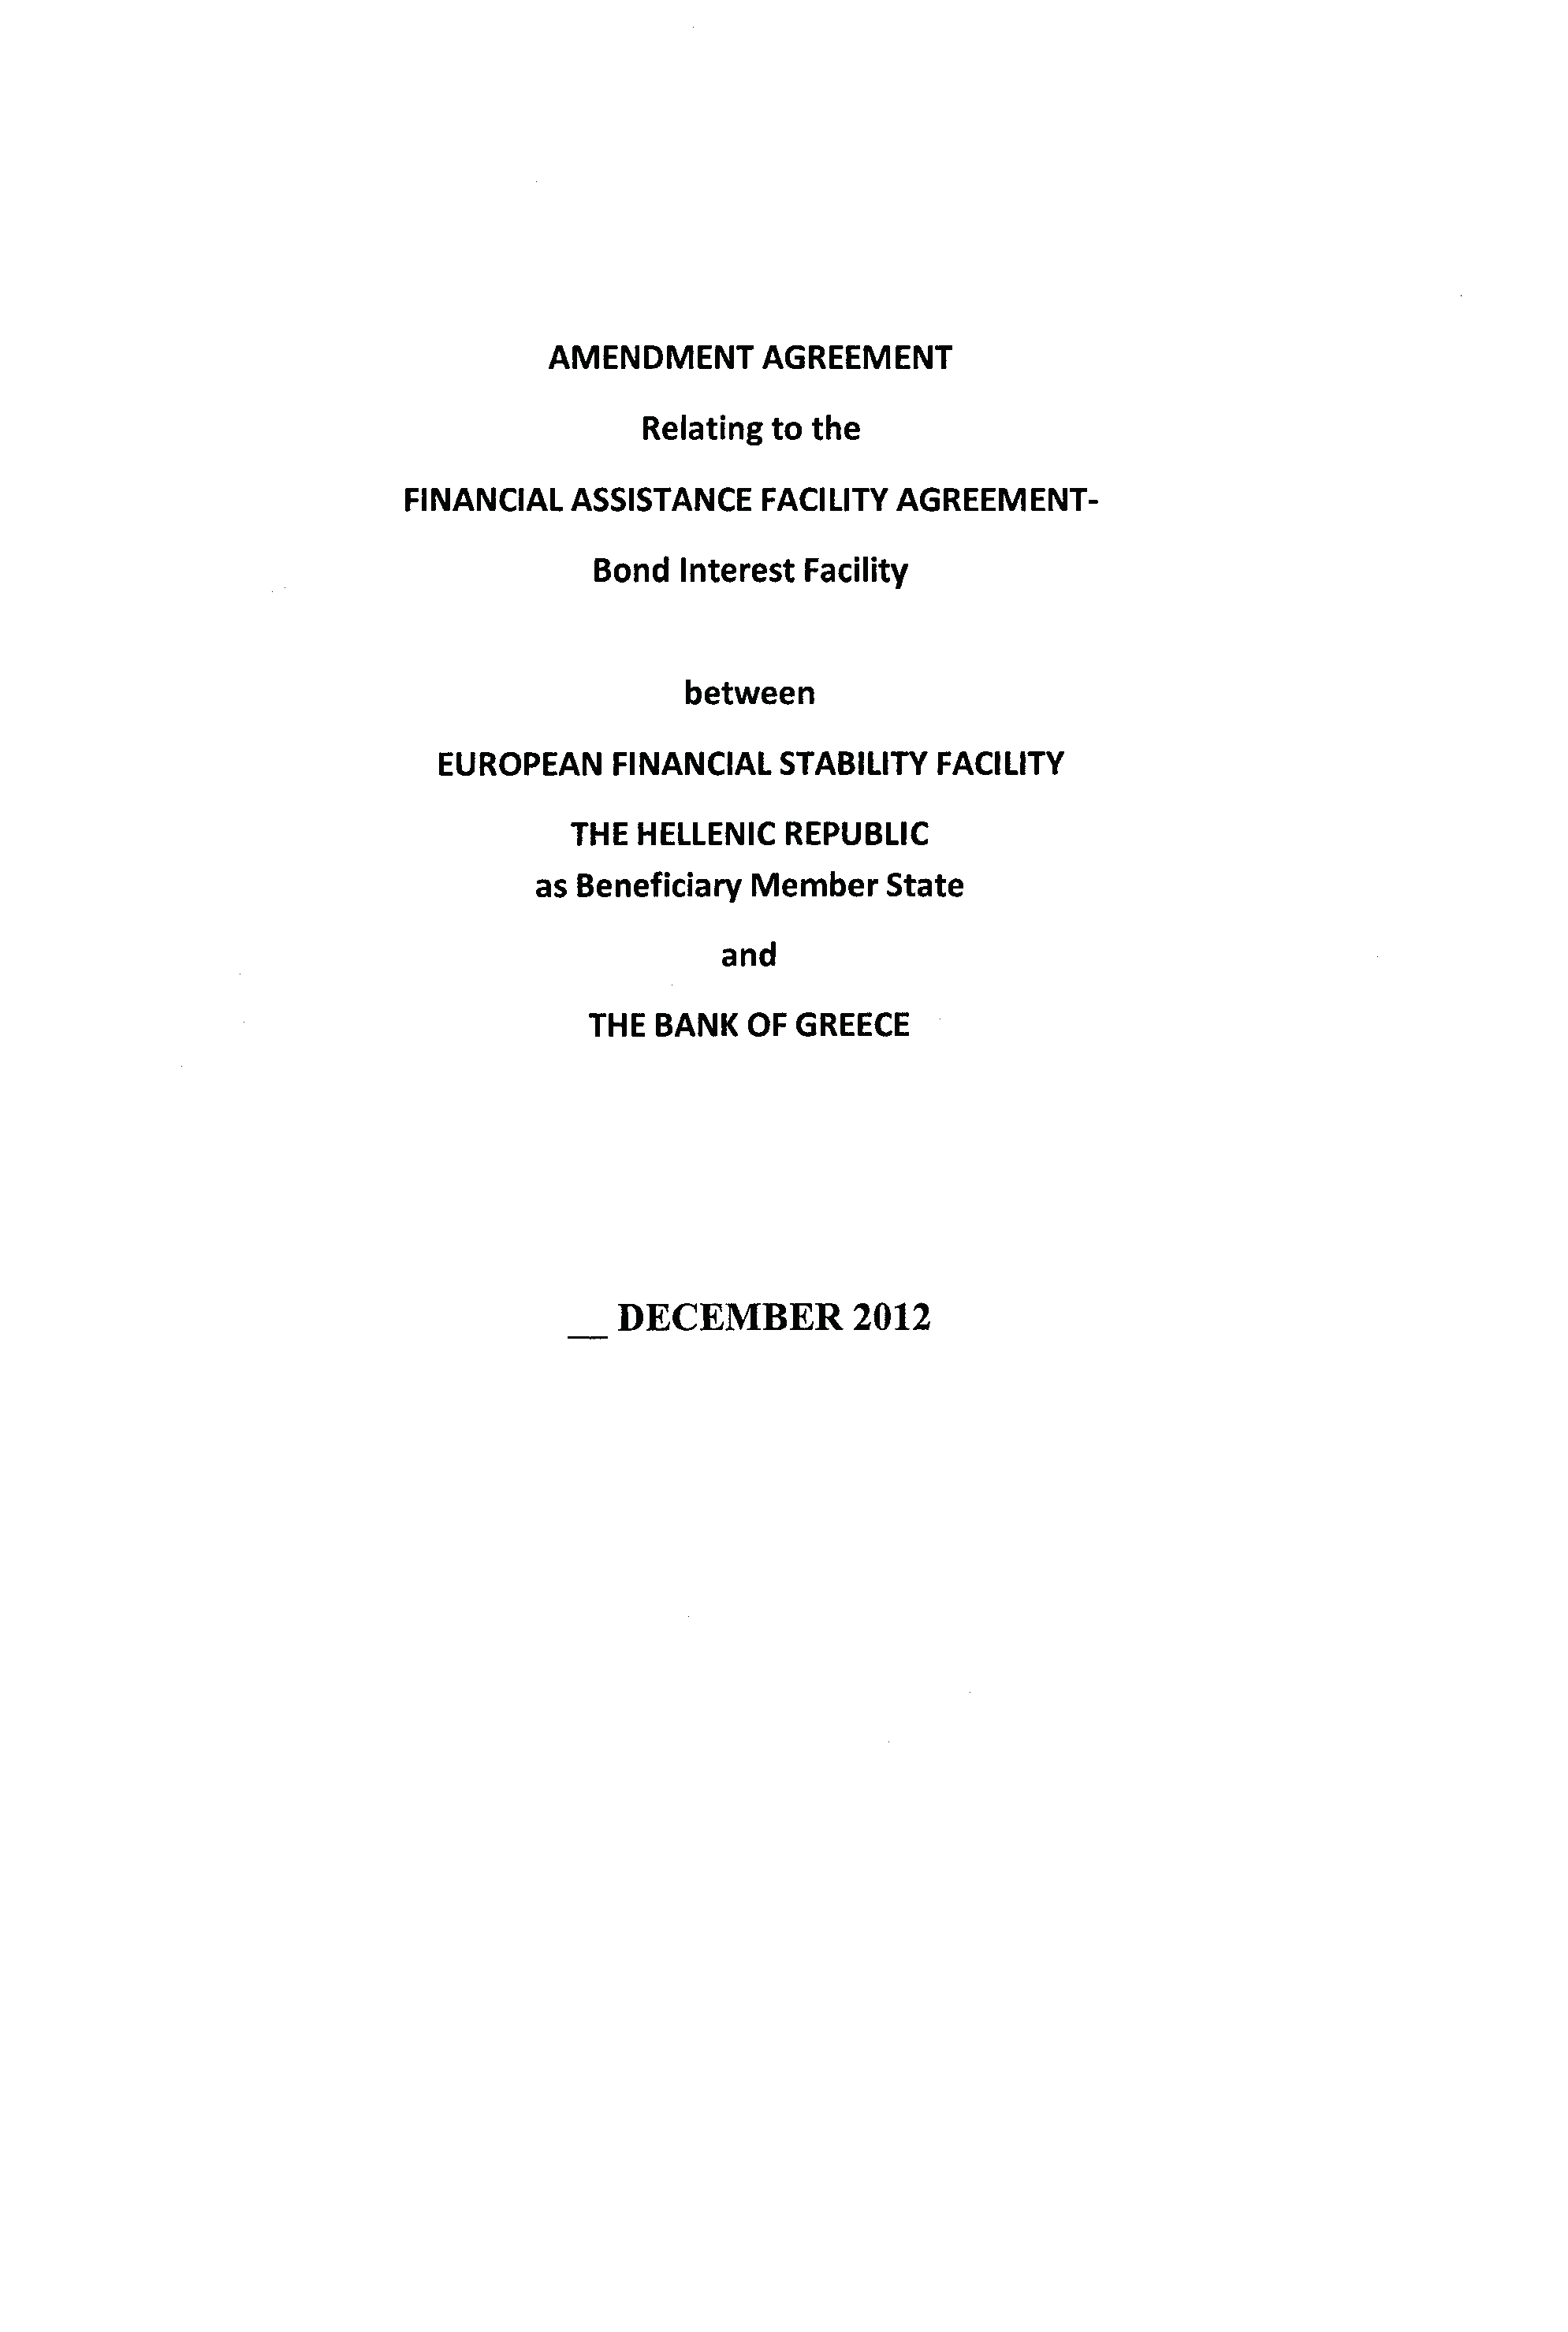 AMENDMENT AGREEMENT
Relating to the
FINANCIAL ASSISTANCE FACILITY AGREEMENT-
Bond Interest Facility
between
EUROPEAN FINANCIAL STABILITY FACILITY
THE HELLENIC REPUBLIC
as Beneficiary Member State
and
THE BANK OF GREECE
__ DECEMBER 2012